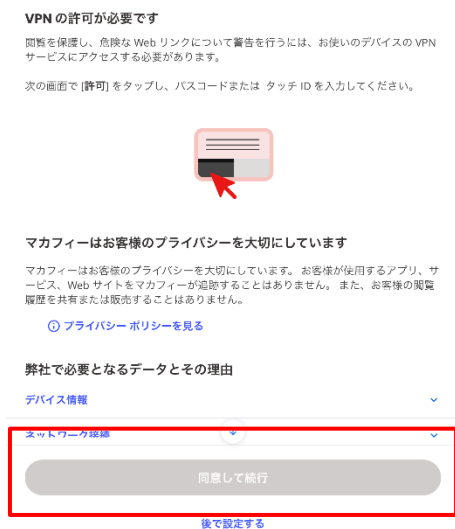 VPN の許可が必要です
閲覧を保護し、危険な Web リンクについて警告を行うには、お使いのデバイスの VPN
サービスにアクセスする必要があります。
次の画面で [許可] をタップし、パスコードまたは タッチ ID を入力してください。
マカフィーはお客様のプライバシーを大切にしています
マカフィーはお客様のプライバシーを大切にしています。 お客様が使用するアプリ、サ
ービス、Web サイトをマカフィーが追跡することはありません。 また、お客様の閲覧
履歴を共有または販売することはありません。
プライバシー ポリシーを見る
弊社で必要となるデータとその理由
デバイス情報
ネットワーク接続
同意して続行
後で設定する